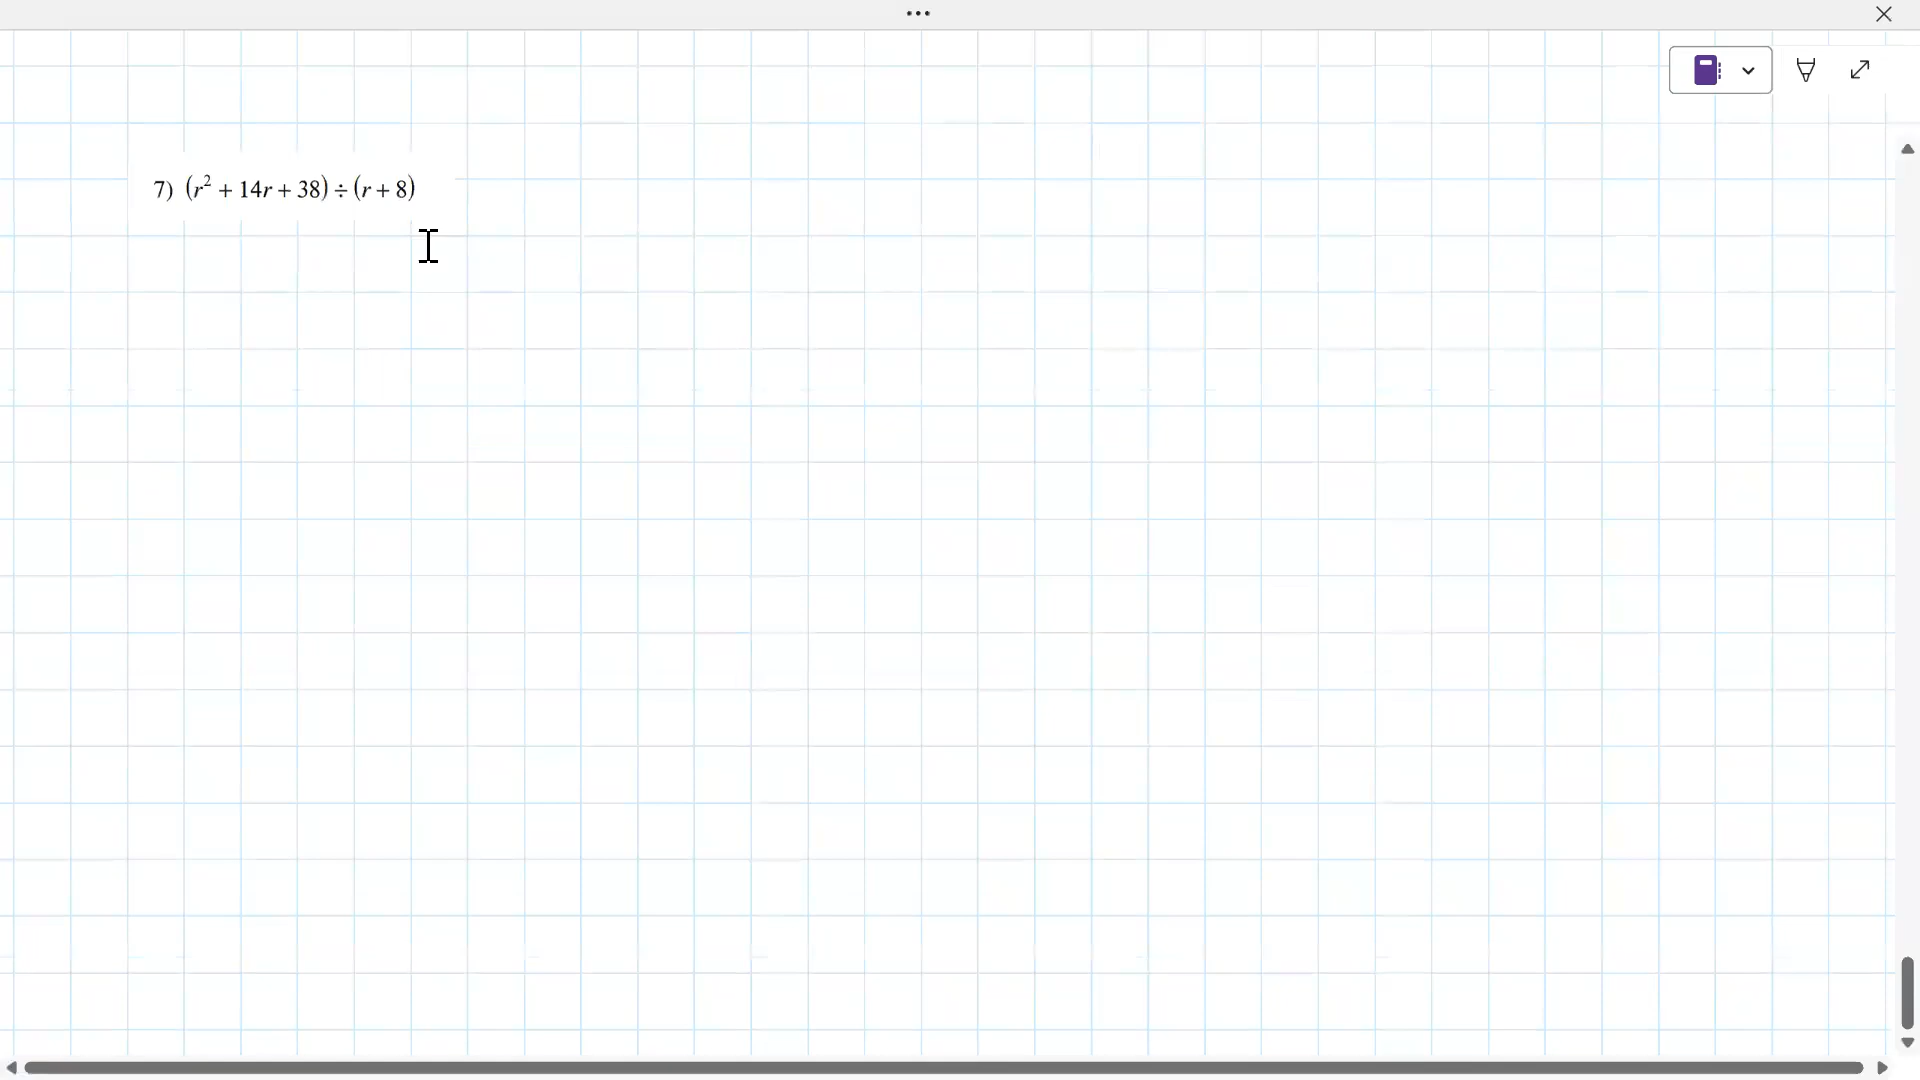 7) (r² + 14r + 38) ÷ (r + 8)